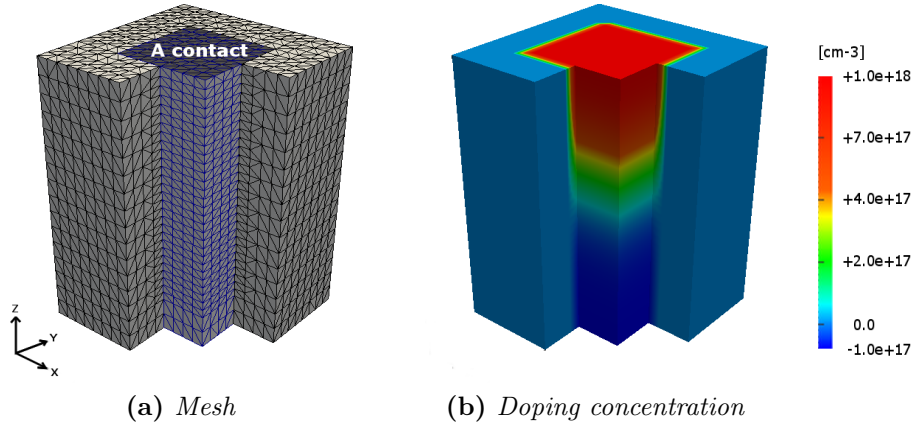 A contact
Z
Y
X
[cm-3]
+1.0e+18
+7.0e+17
+4.0e+17
+2.0e+17
0.0
-1.0e+17
(a) Mesh
(b) Doping concentration